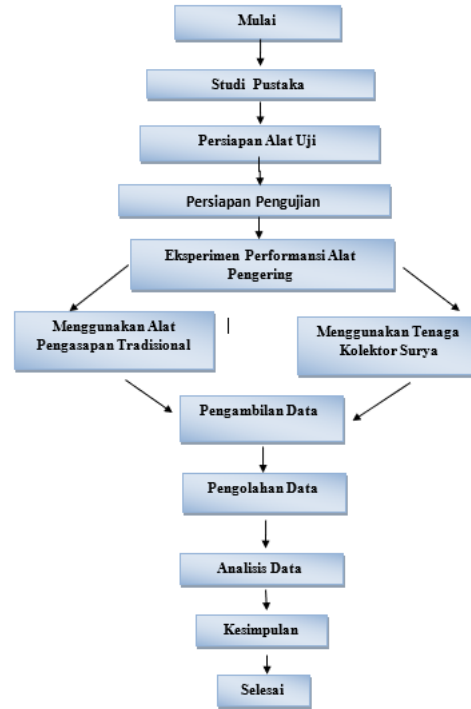 Mulai
Studi Pustaka
Persiapan Alat Uji
Persiapan Pengujian
Eksperimen Performansi Alat
Pengering
Menggunakan Alat
Pengasapan Tradisional
Menggunakan Tenaga
Kolektor Surya
Pengambilan Data
Pengolahan Data
Analisis Data
Kesimpulan
Selesai